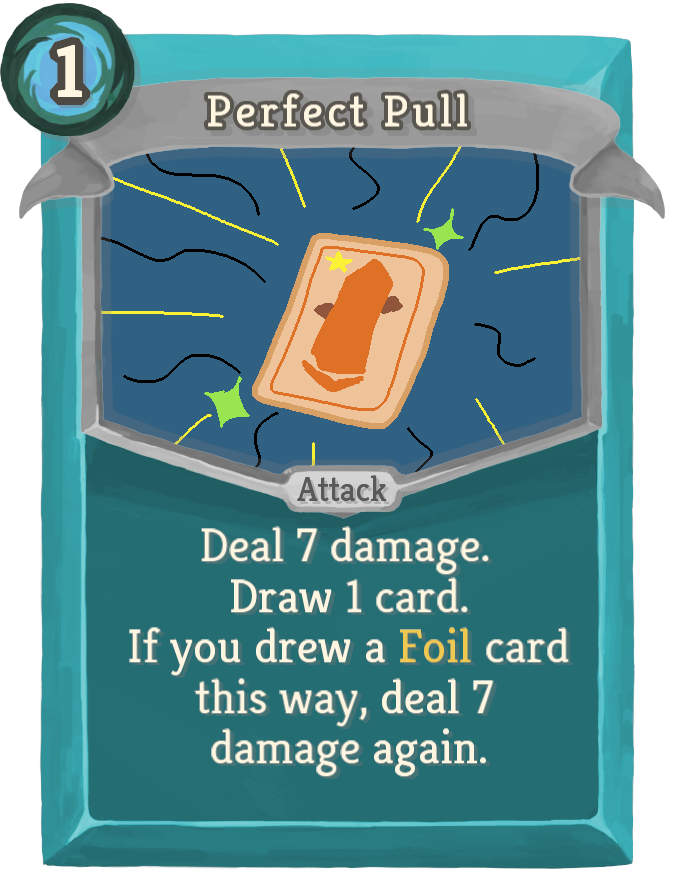 1
Perfect Pull
Attack
Deal 7 damage.
Draw 1 card.
If you drew a Foil card
this way, deal 7
damage again.